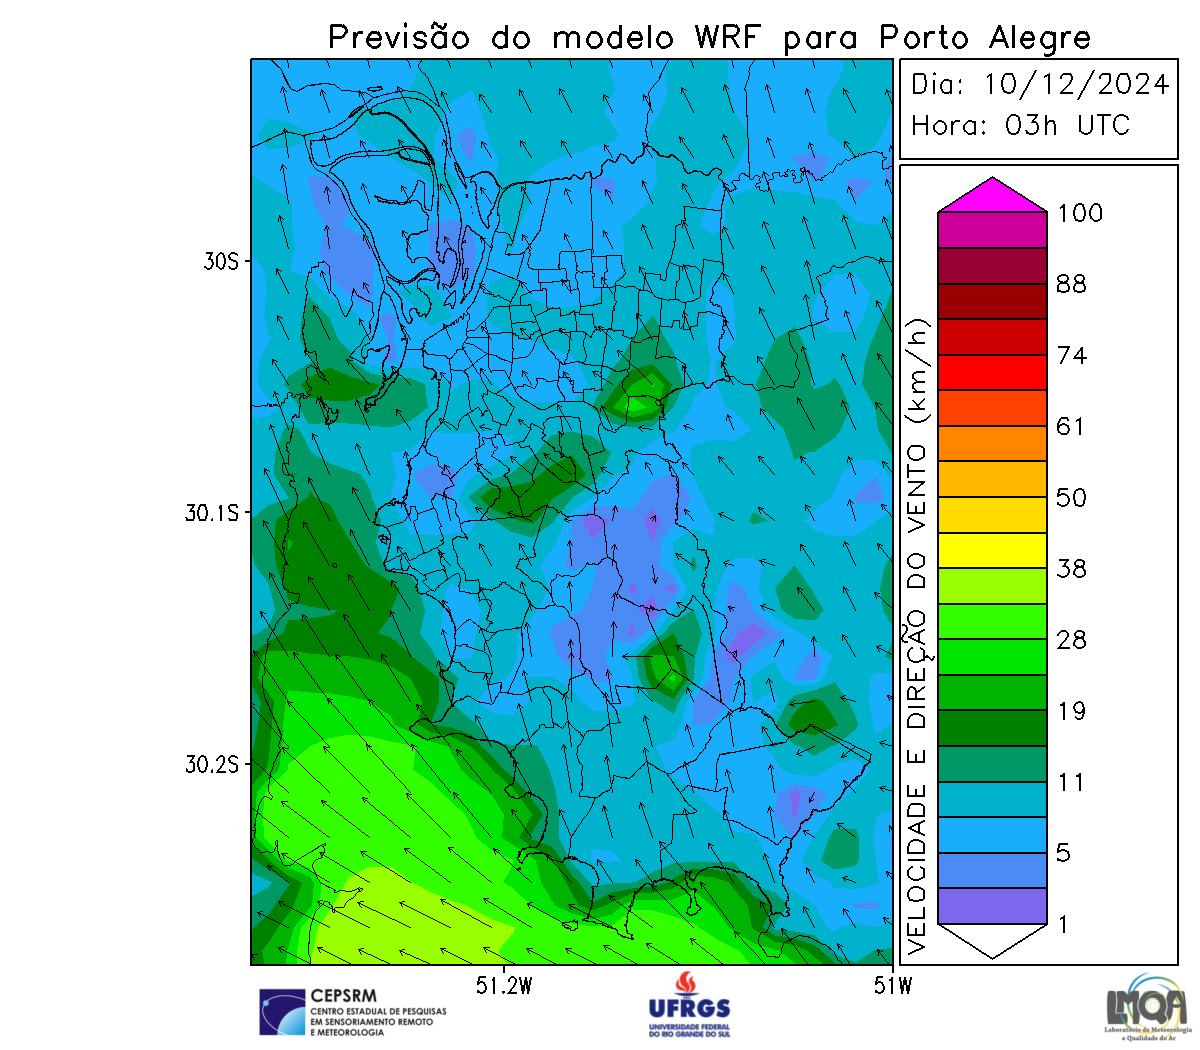 Previsão do modelo WRF para Porto Alegre
Dia: 10/12/2024
Hora: 03h UTC
30S
30.1S
30.2S
51.2W
51W
VELOCIDADE E DIREÇÃO DO VENTO (km/h)
100
88
74
61
50
38
28
19
11
5
1
CEPSRM
CENTRO ESTADUAL DE PESQUISAS
EM SENSORIAMENTO REMOTO
E METEOROLOGIA
UFRGS
UNIVERSIDADE FEDERAL
DO RIO GRANDE DO SUL
LMQA
Laboratório de Meteorologia
e Qualidade do Ar